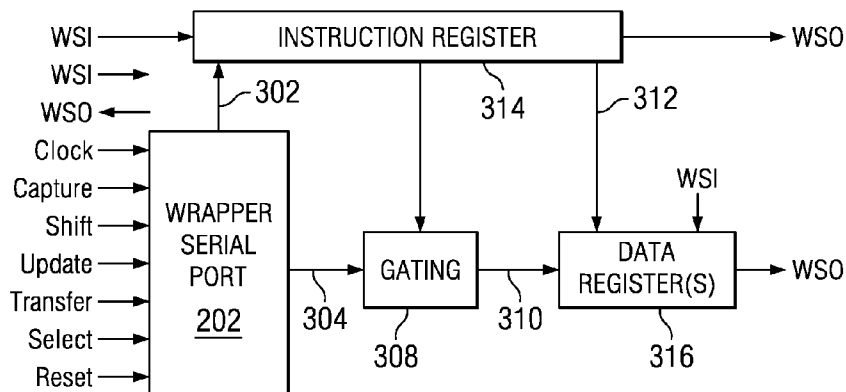 WSI
INSTRUCTION REGISTER
WSO
WSI
302
314
312
WSO
Clock
Capture
Shift
Update
Transfer
Select
Reset
WRAPPER
SERIAL
PORT
202
304
GATING
308
310
WSI
DATA
REGISTER(S)
316
WSO